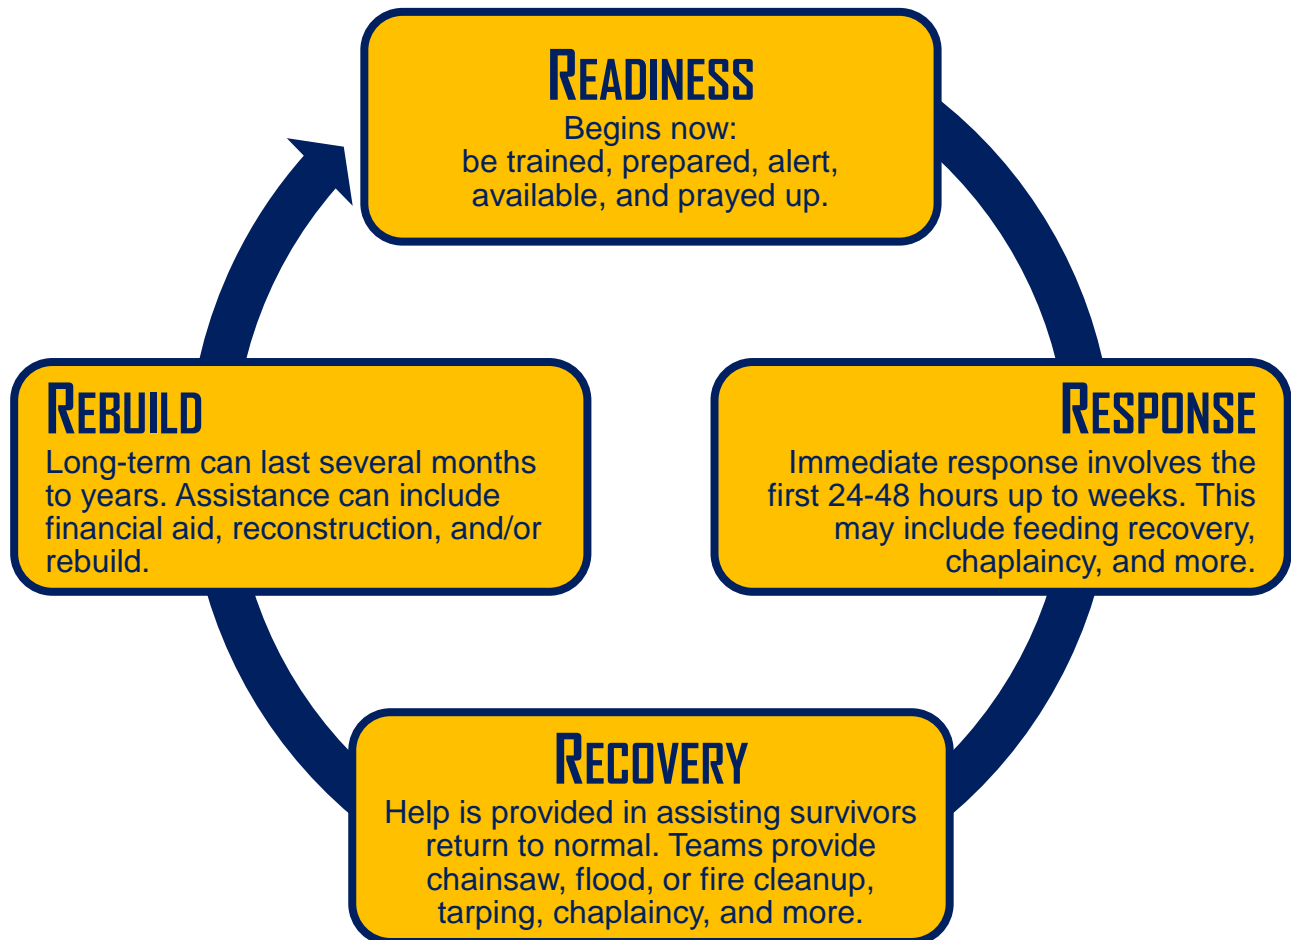 READINESS
Begins now:
be trained, prepared, alert,
available, and prayed up.
RESPONSE
Immediate response involves the
first 24-48 hours up to weeks. This
may include feeding recovery,
chaplaincy, and more.
RECOVERY
Help is provided in assisting survivors
return to normal. Teams provide
chainsaw, flood, or fire cleanup,
tarping, chaplaincy, and more.
REBUILD
Long-term can last several months
to years. Assistance can include
financial aid, reconstruction, and/or
rebuild.